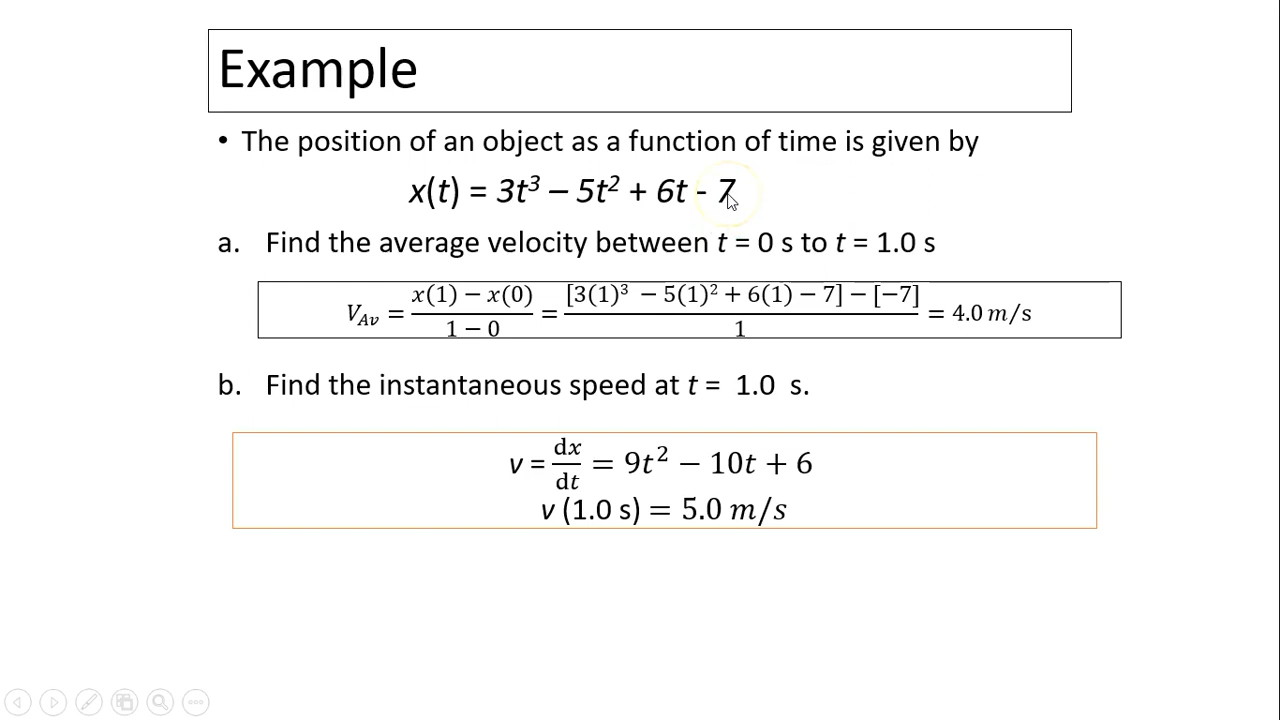 Example
• The position of an object as a function of time is given by
x(t) = 3t³ – 5t² + 6t - 7
a. Find the average velocity between t = 0 s to t = 1.0 s
V_Av = (x(1) − x(0))/(1 − 0) = ([3(1)³ − 5(1)² + 6(1) − 7] − [−7])/1 = 4.0 m/s
b. Find the instantaneous speed at t = 1.0 s.
v = dx/dt = 9t² − 10t + 6
v (1.0 s) = 5.0 m/s